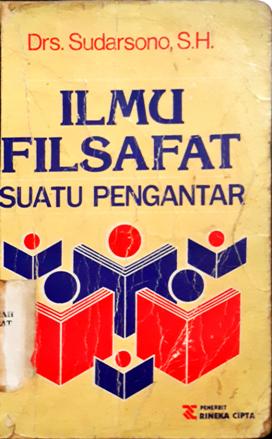 Drs. Sudarsono, S.H.
ILMU
FILSAFAT
SUATU PENGANTAR
PENERBIT
RINEKA CIPTA